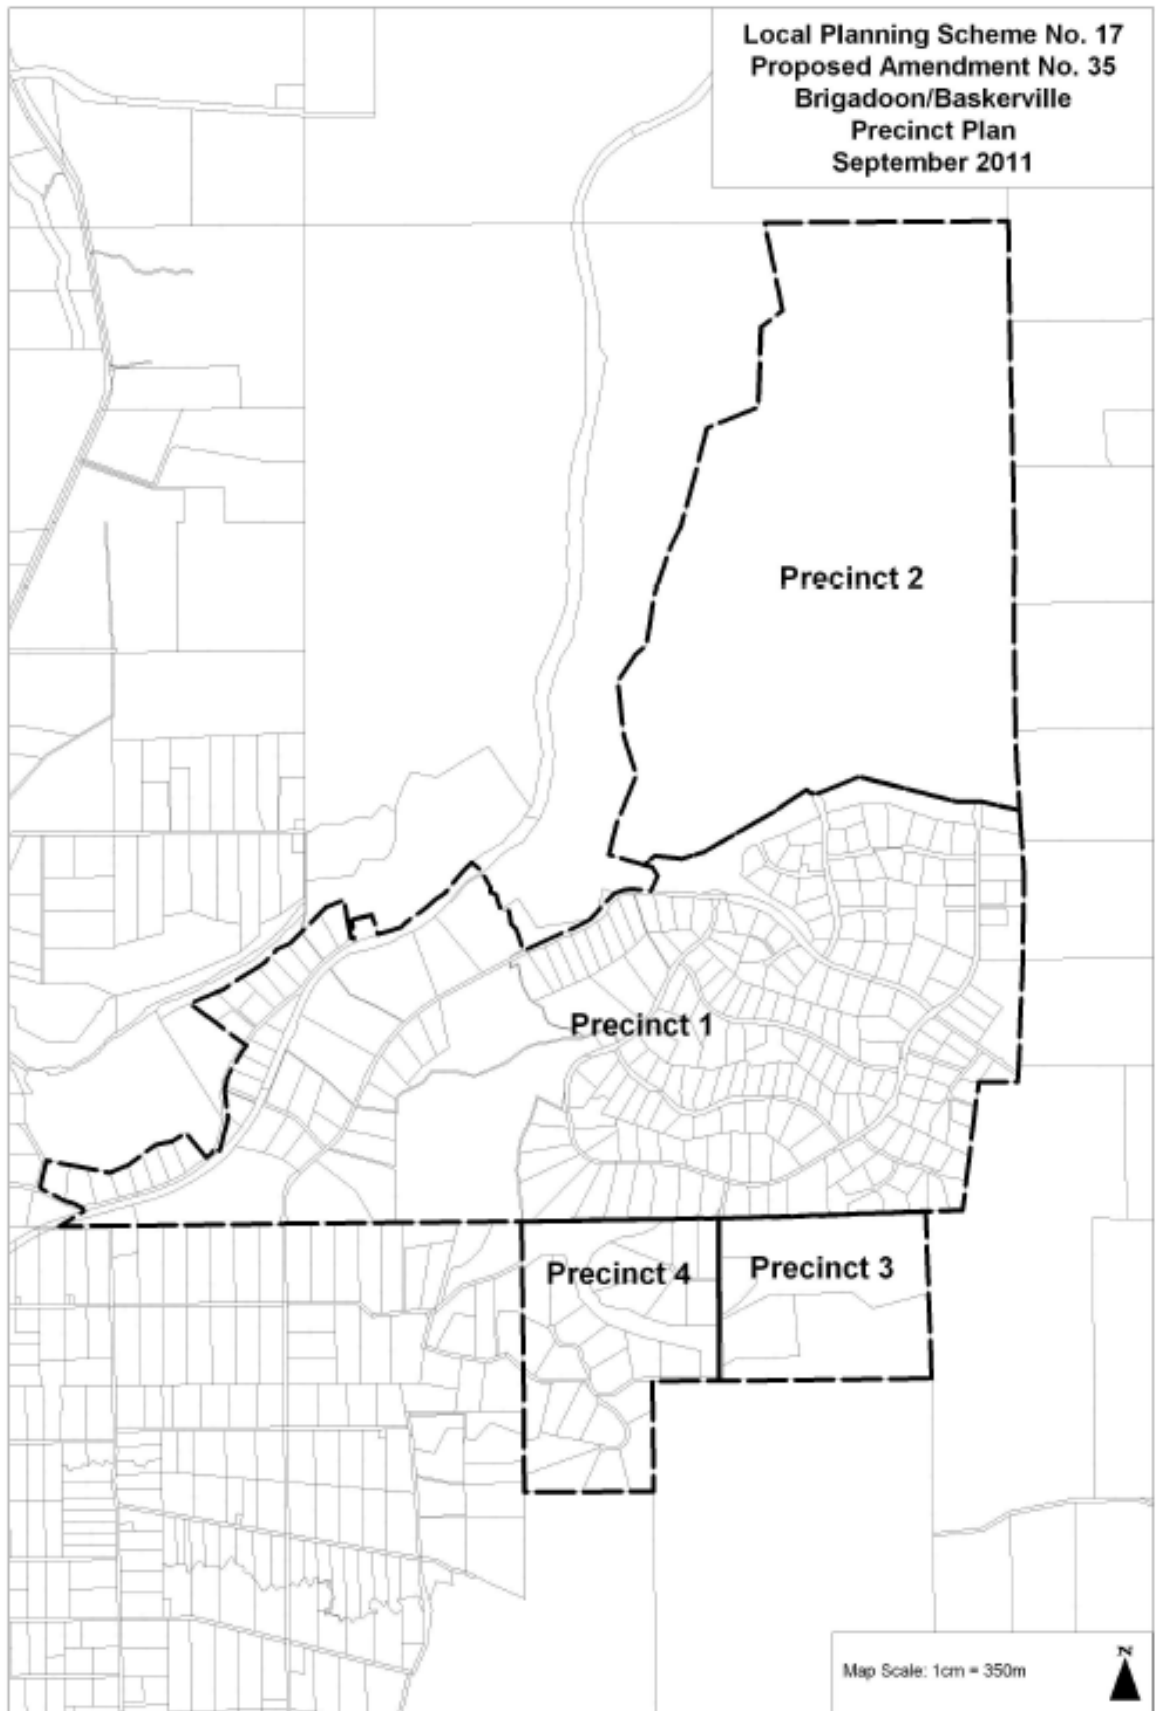 Local Planning Scheme No. 17
Proposed Amendment No. 35
Brigadoon/Baskerville
Precinct Plan
September 2011
Precinct 2
Precinct 1
Precinct 4
Precinct 3
Map Scale: 1cm = 350m
N